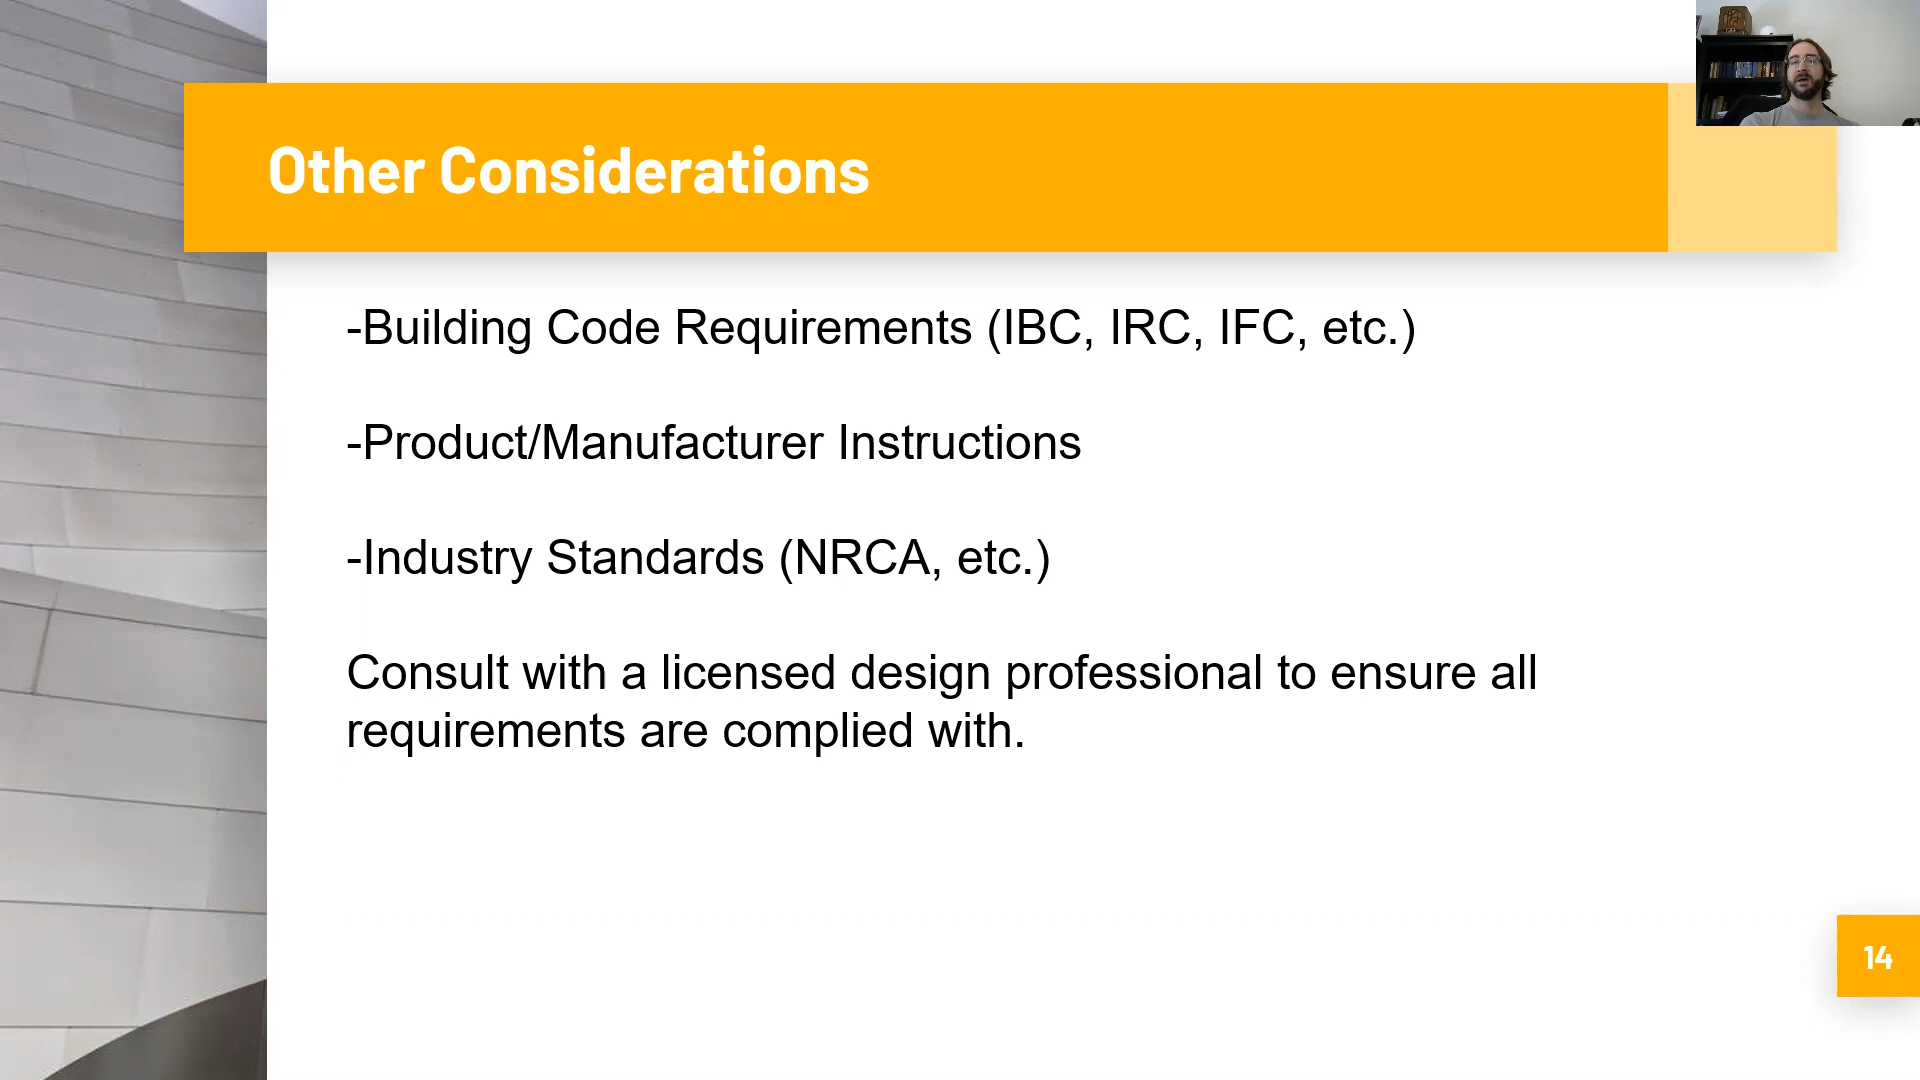 Other Considerations
-Building Code Requirements (IBC, IRC, IFC, etc.)
-Product/Manufacturer Instructions
-Industry Standards (NRCA, etc.)
Consult with a licensed design professional to ensure all
requirements are complied with.
14